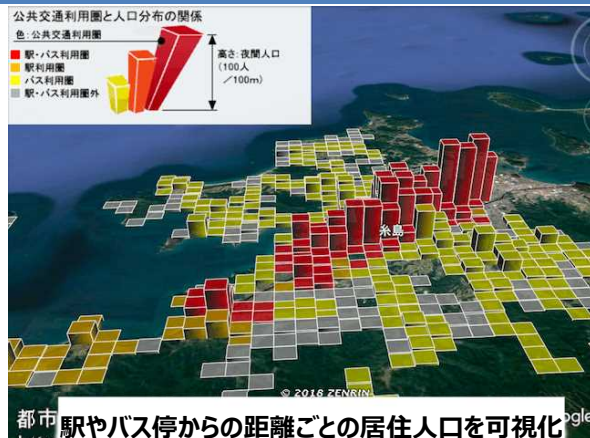 公共交通利用圏と人口分布の関係
色：公共交通利用圏
駅・バス利用圏
駅利用圏
バス利用圏
駅・バス利用圏外
高さ：夜間人口
（100人
／100m）
糸島
© 2016 ZENRIN
都市
駅やバス停からの距離ごとの居住人口を可視化